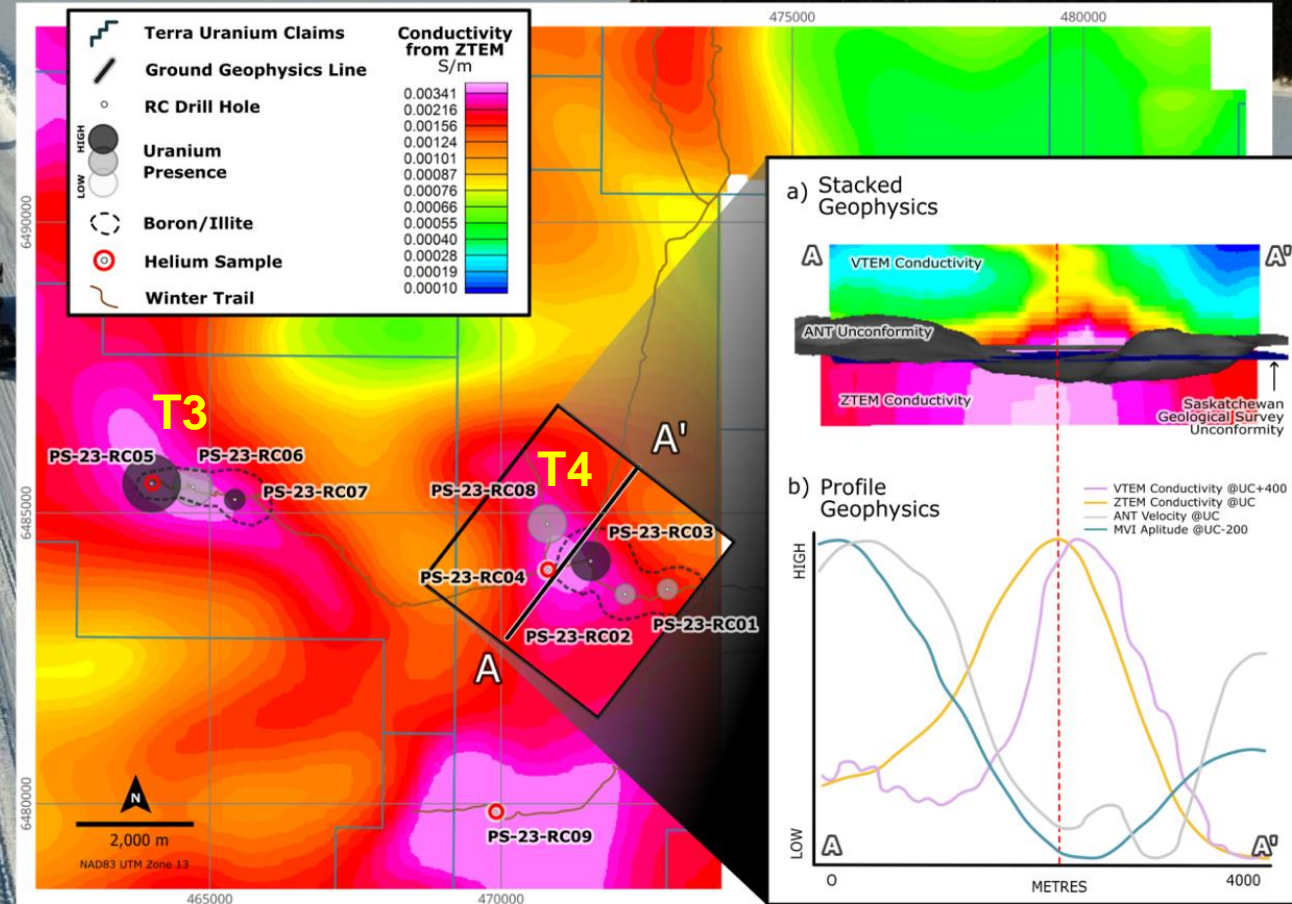 475000
480000
Terra Uranium Claims
Ground Geophysics Line
RC Drill Hole
HIGH
LOW
Uranium
Presence
Boron/Illite
Helium Sample
Winter Trail
Conductivity
from ZTEM
S/m
0.00341
0.00216
0.00156
0.00124
0.00101
0.00087
0.00076
0.00066
0.00055
0.00040
0.00028
0.00019
0.00010
6490000
6485000
6480000
T3
PS-23-RC05
PS-23-RC06
PS-23-RC07
T4
A'
PS-23-RC08
PS-23-RC03
PS-23-RC04
PS-23-RC02
PS-23-RC01
A
PS-23-RC09
N
2,000 m
NAD83 UTM Zone 13
465000
470000
a) Stacked
Geophysics
A
A'
VTEM Conductivity
ANT Unconformity
ZTEM Conductivity
Saskatchewan
Geological Survey
Unconformity
b) Profile
Geophysics
VTEM Conductivity @UC+400
ZTEM Conductivity @UC
ANT Velocity @UC
MVI Aplitude @UC-200
HIGH
LOW
A
A'
O
METRES
4000